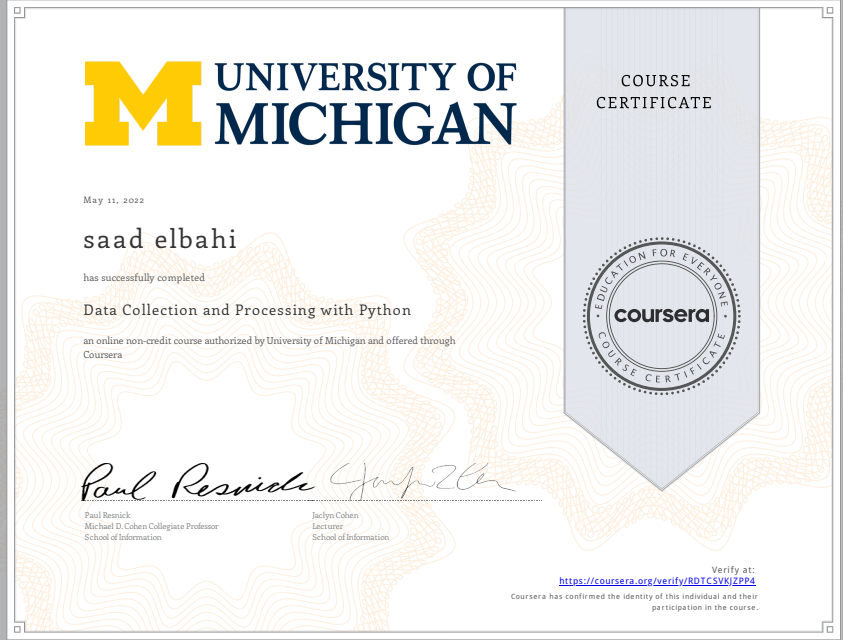 UNIVERSITY OF
MICHIGAN
COURSE
CERTIFICATE
May 11, 2022
saad elbahi
has successfully completed
Data Collection and Processing with Python
an online non-credit course authorized by University of Michigan and offered through
Coursera
EDUCATION FOR EVERYONE
coursera
COURSE CERTIFICATE
Paul Resnick
Paul Resnick
Michael D. Cohen Collegiate Professor
School of Information
Jaclyn Cohen
Lecturer
School of Information
Verify at:
https://coursera.org/verify/RDTCSVKJZPP4
Coursera has confirmed the identity of this individual and their
participation in the course.